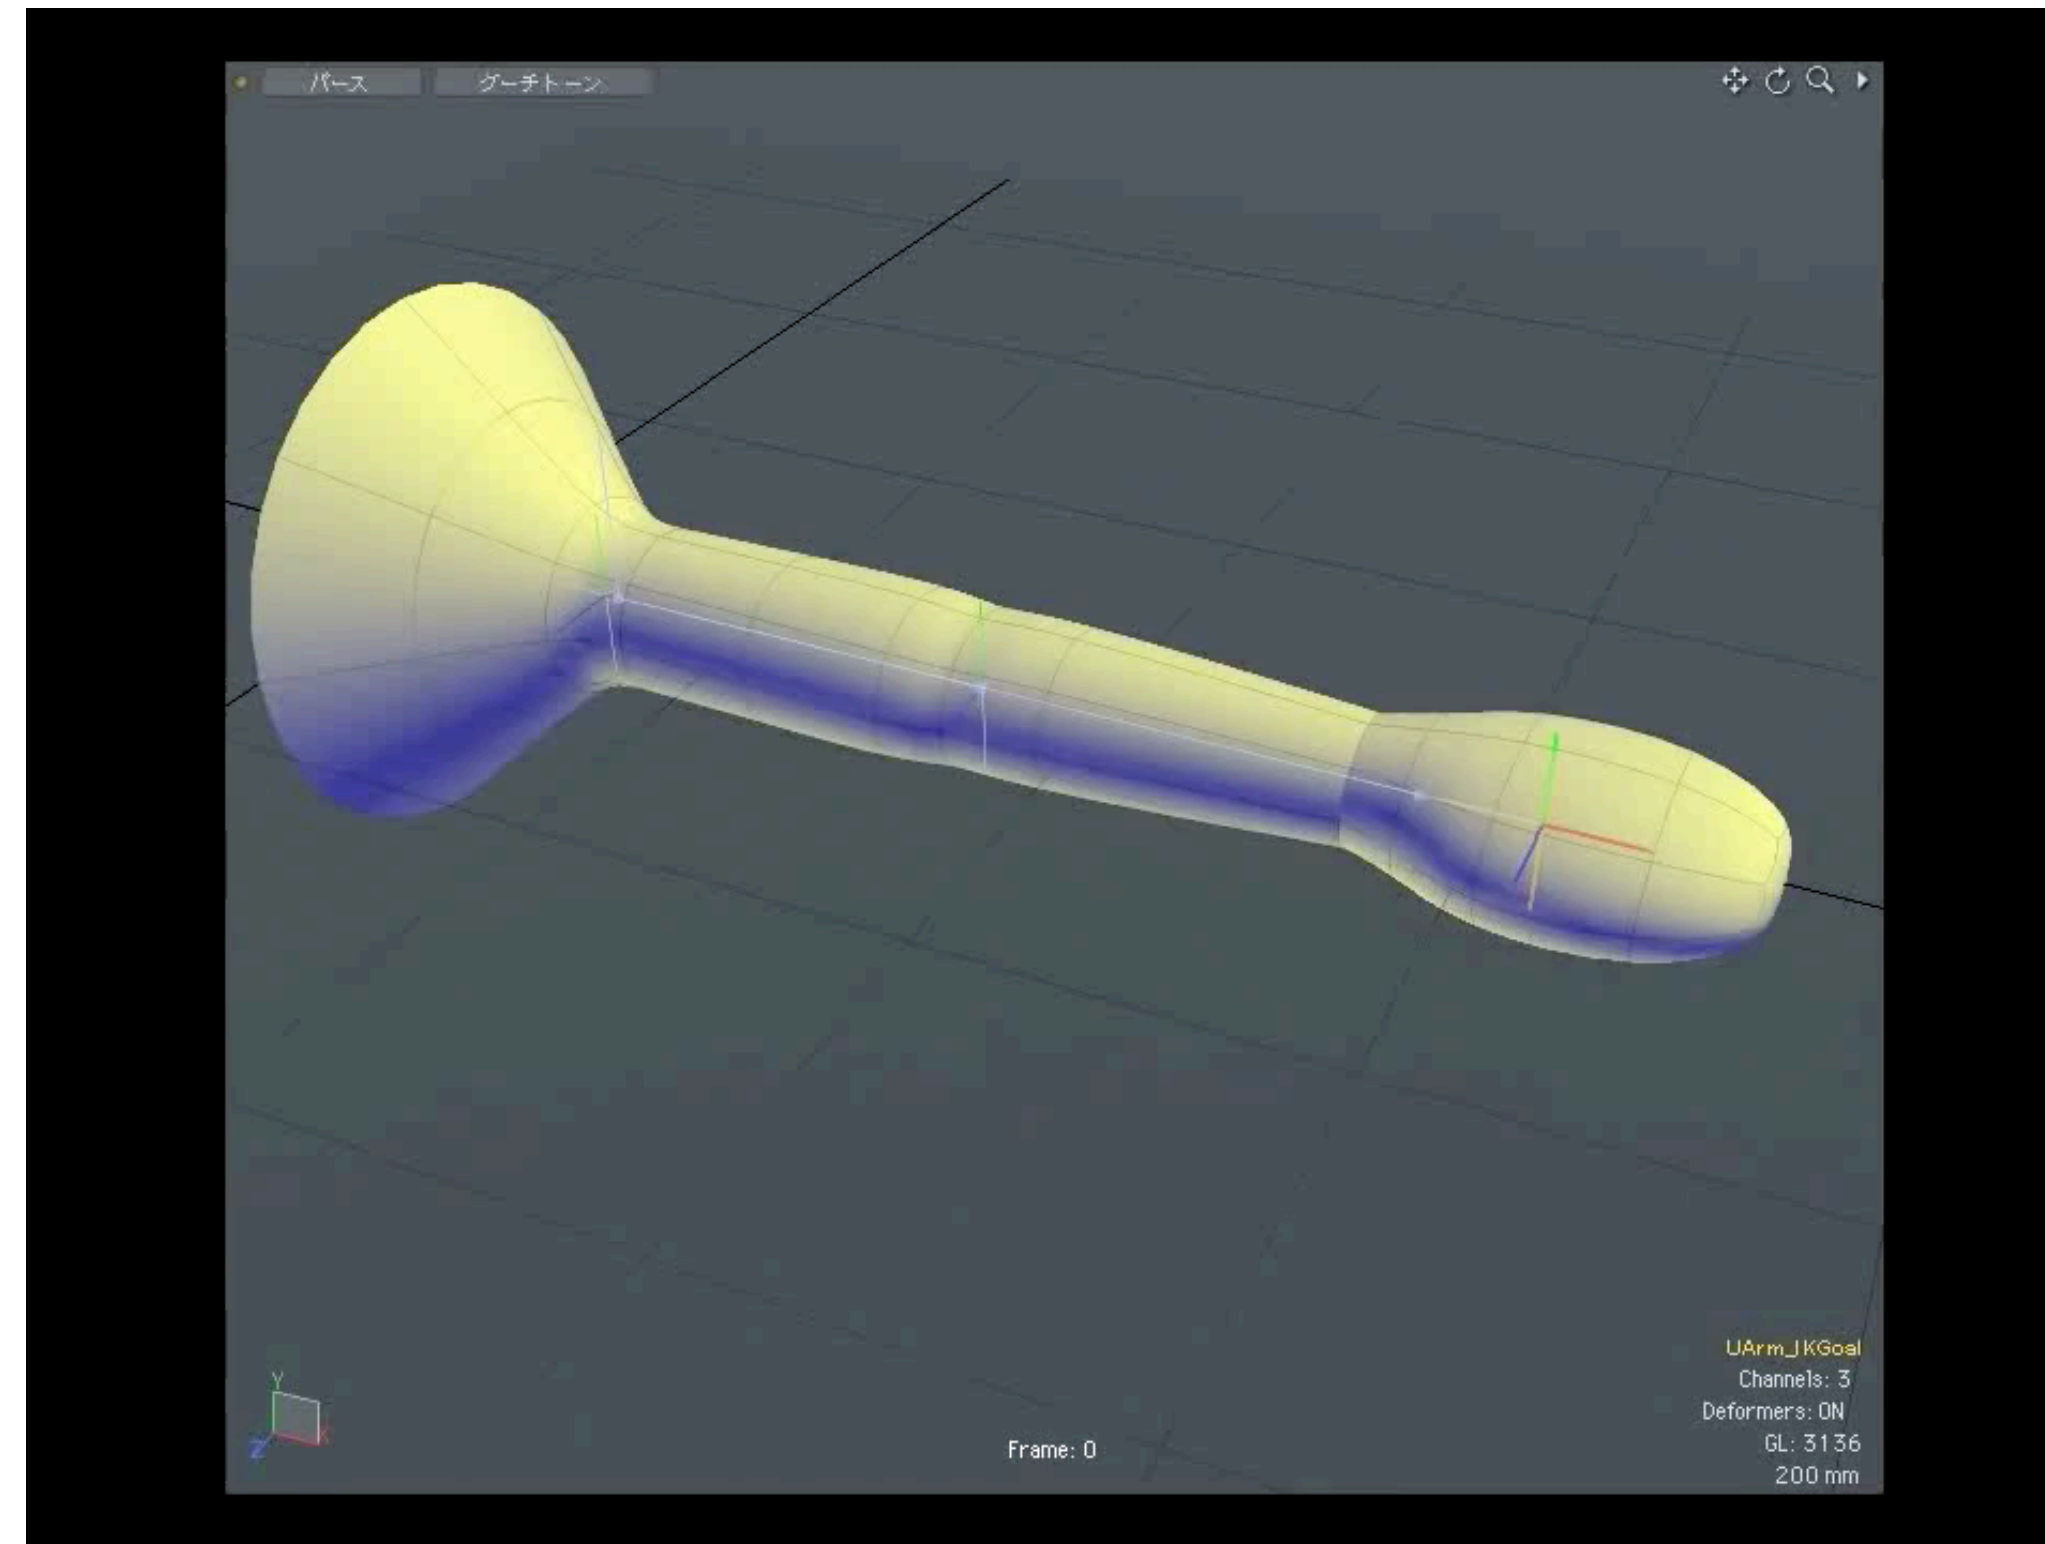 パース
グーチトーン
UArm_IKGoal
Channels: 3
Deformers: ON
GL: 3136
200 mm
Frame: 0
Y
X
Z